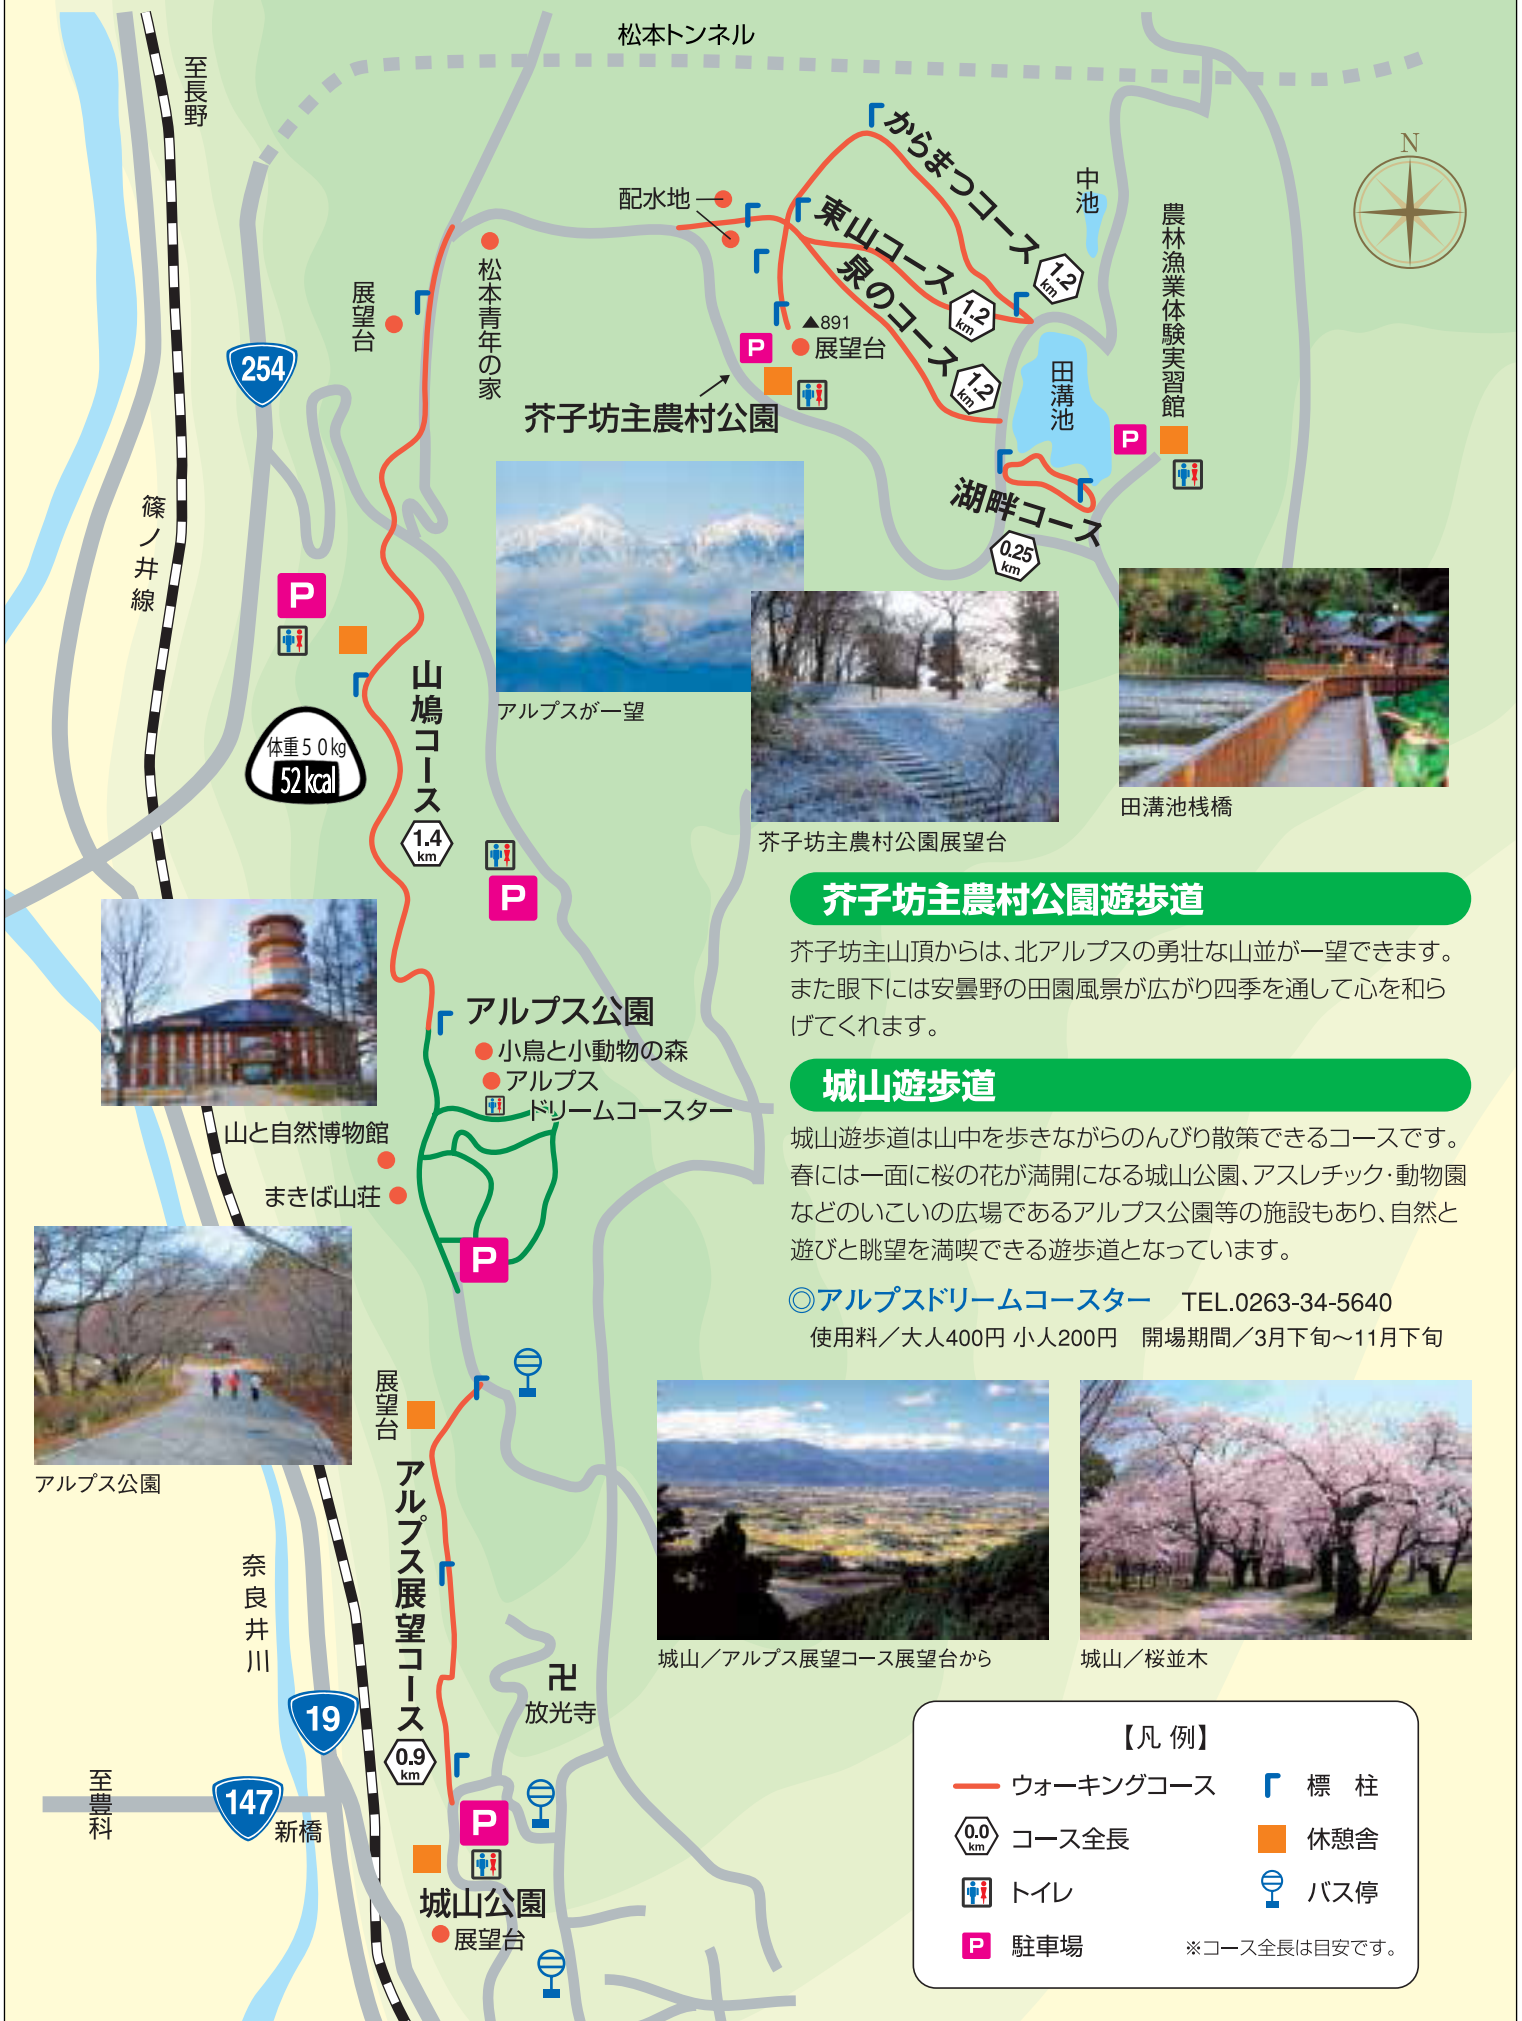 松本トンネル
至長野
N
からまつコース
1.2
km
中池
農林漁業体験実習館
配水地
東山コース
1.2
km
泉のコース
1.2
km
松本青年の家
展望台
254
▲891
展望台
P
芥子坊主農村公園
田溝池
P
湖畔コース
0.25
km
篠ノ井線
P
アルプスが一望
体重50kg
52kcal
山鳩コース
1.4
km
P
芥子坊主農村公園展望台
田溝池桟橋
芥子坊主農村公園遊歩道
芥子坊主山頂からは、北アルプスの勇壮な山並が一望できます。
また眼下には安曇野の田園風景が広がり四季を通して心を和ら
げてくれます。
アルプス公園
小鳥と小動物の森
アルプス
ドリームコースター
山と自然博物館
まきば山荘
P
城山遊歩道
城山遊歩道は山中を歩きながらのんびり散策できるコースです。
春には一面に桜の花が満開になる城山公園、アスレチック・動物園
などのいこいの広場であるアルプス公園等の施設もあり、自然と
遊びと眺望を満喫できる遊歩道となっています。
◎アルプスドリームコースター TEL.0263-34-5640
使用料／大人400円 小人200円 開場期間／3月下旬～11月下旬
アルプス公園
展望台
アルプス展望コース
0.9
km
奈良井川
城山／アルプス展望コース展望台から
城山／桜並木
卍
放光寺
19
147
至豊科
新橋
P
城山公園
展望台
【凡 例】
ウォーキングコース
標 柱
0.0
km
コース全長
休憩舎
トイレ
バス停
P
駐車場
※コース全長は目安です。